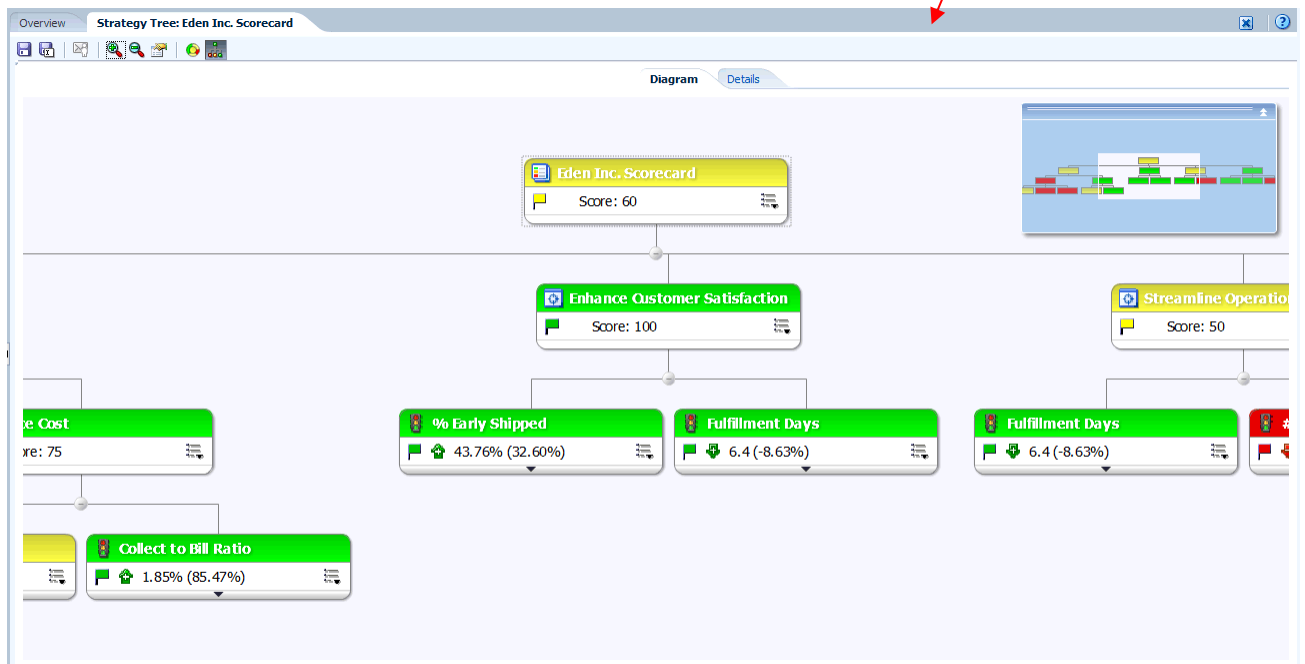 Overview
Strategy Tree: Eden Inc. Scorecard
Diagram
Details
Eden Inc. Scorecard
Score: 60
Enhance Customer Satisfaction
Score: 100
Streamline Operatio
Score: 50
e Cost
re: 75
% Early Shipped
43.76% (32.60%)
Fulfillment Days
6.4 (-8.63%)
Fulfillment Days
6.4 (-8.63%)
#
Collect to Bill Ratio
1.85% (85.47%)